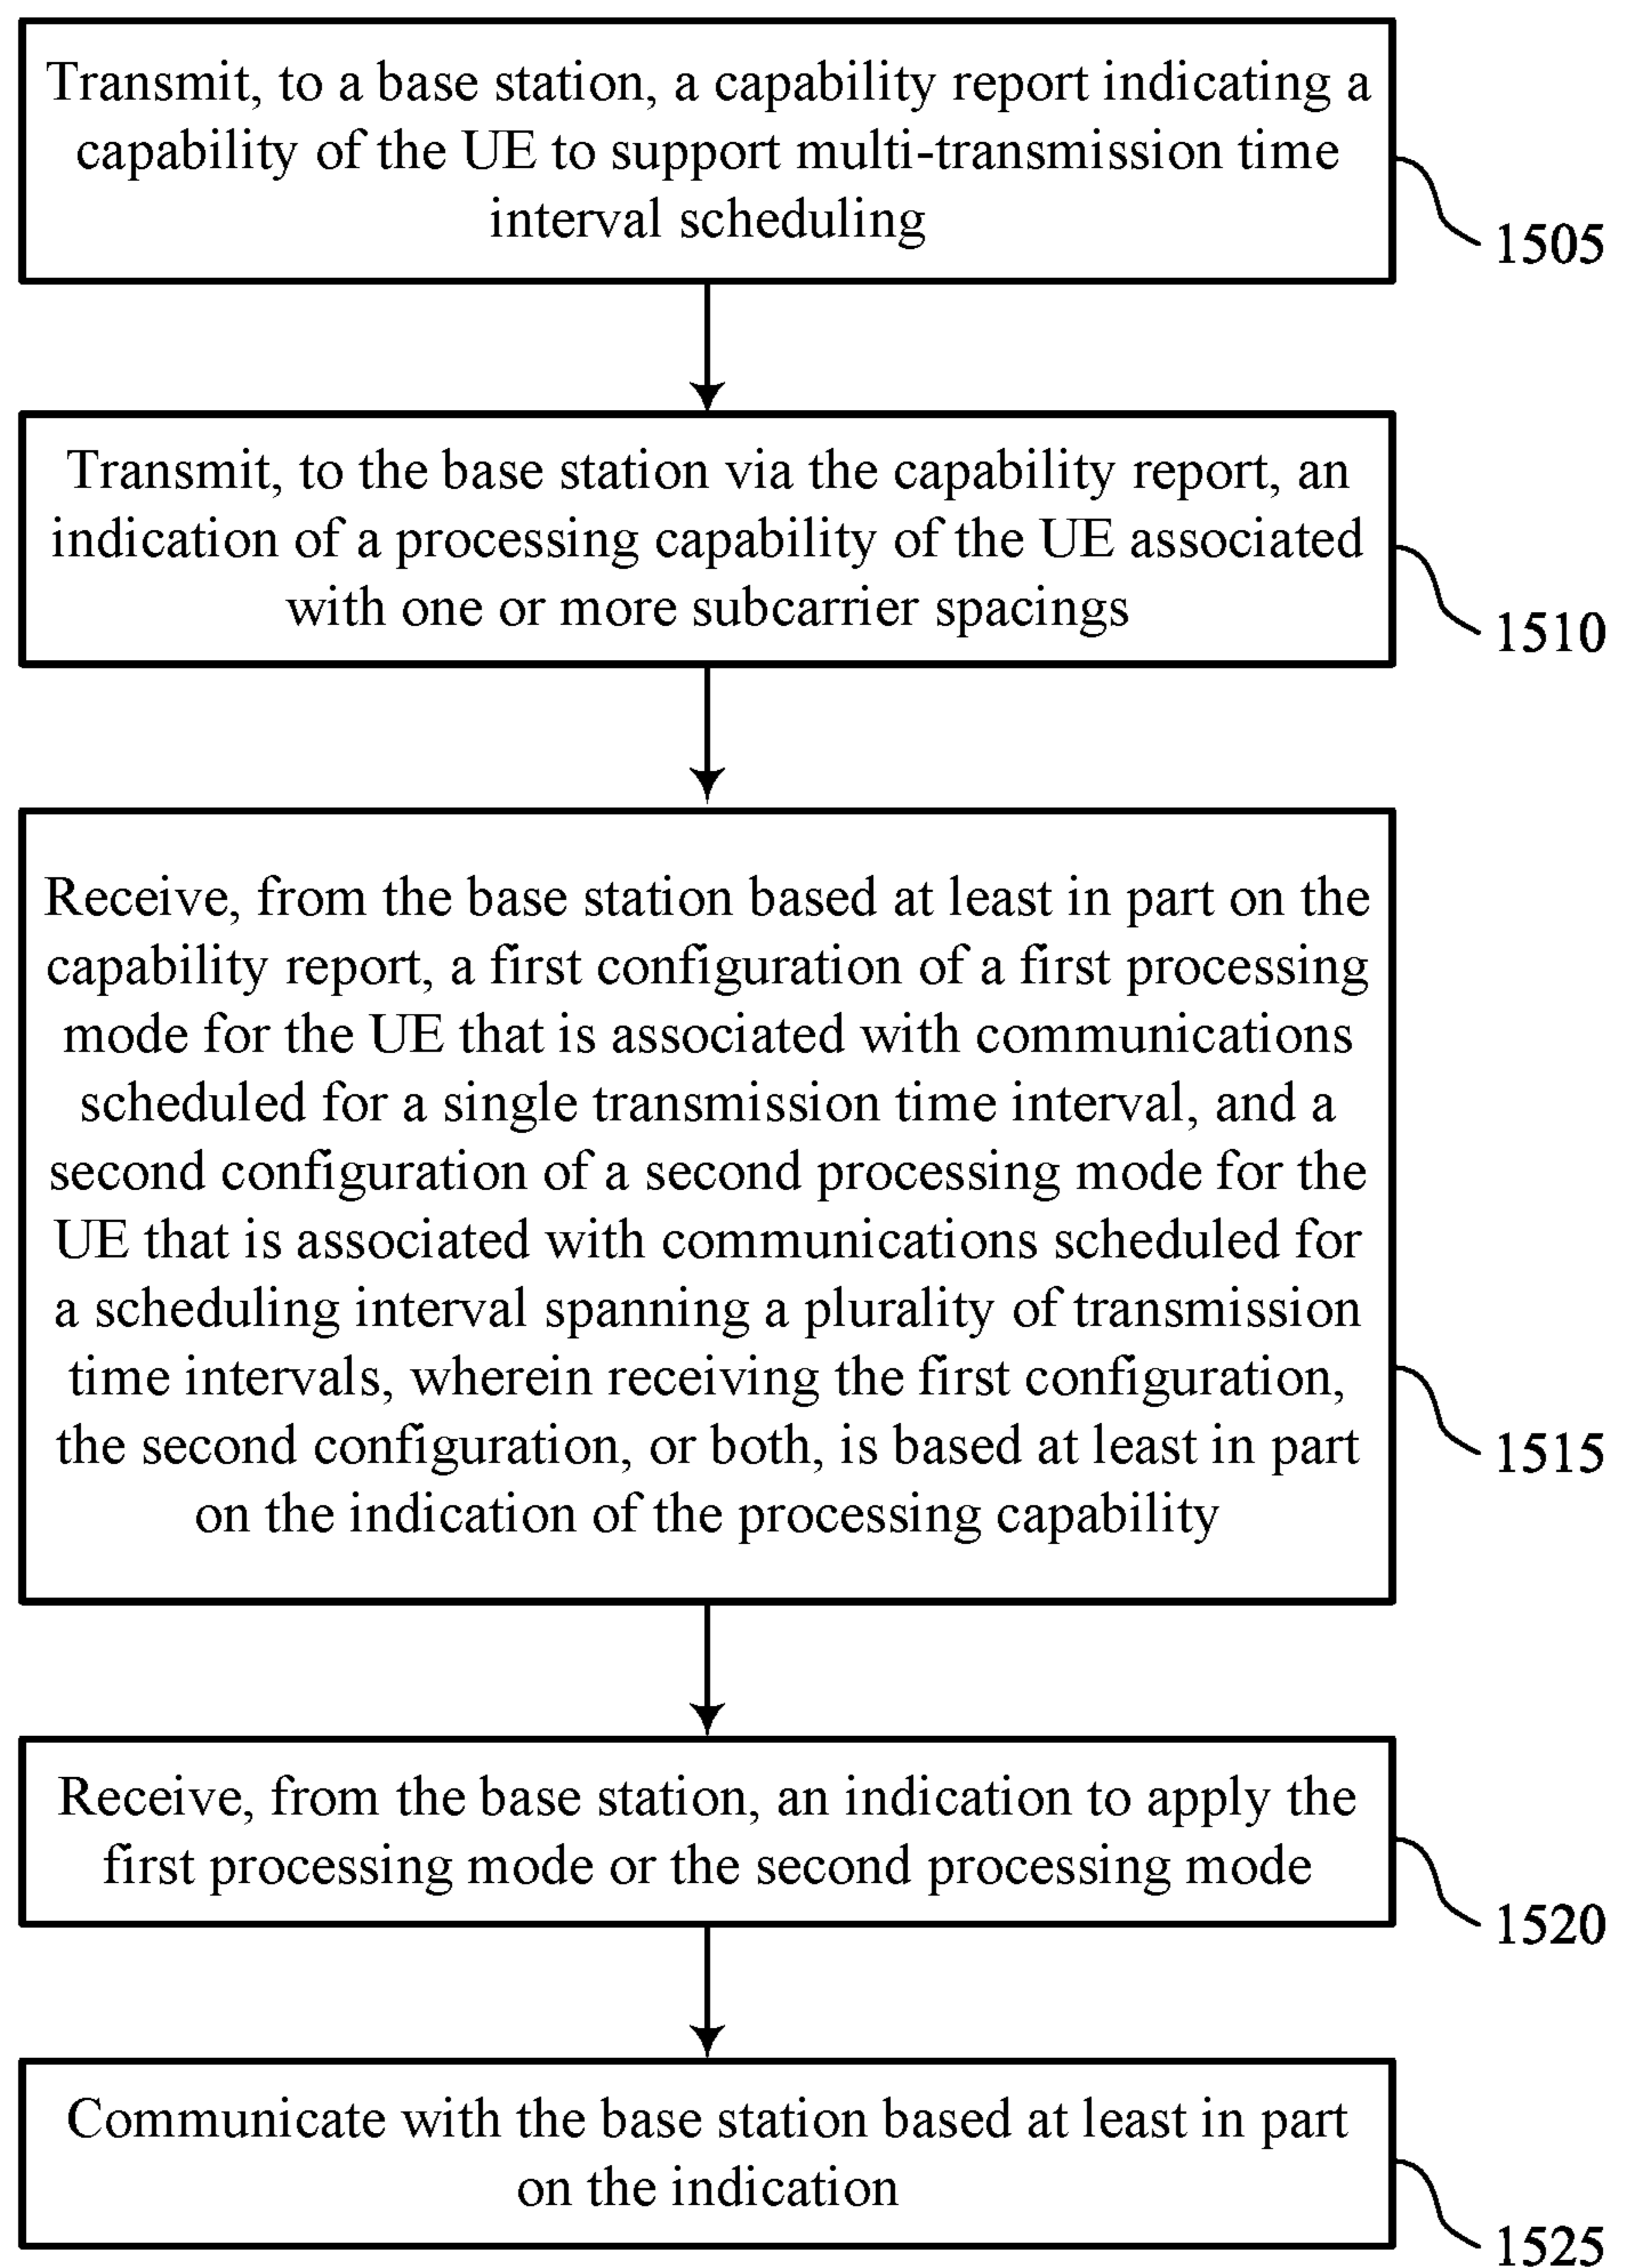 Transmit, to a base station, a capability report indicating a
capability of the UE to support multi-transmission time
interval scheduling
1505
Transmit, to the base station via the capability report, an
indication of a processing capability of the UE associated
with one or more subcarrier spacings
1510
Receive, from the base station based at least in part on the
capability report, a first configuration of a first processing
mode for the UE that is associated with communications
scheduled for a single transmission time interval, and a
second configuration of a second processing mode for the
UE that is associated with communications scheduled for
a scheduling interval spanning a plurality of transmission
time intervals, wherein receiving the first configuration,
the second configuration, or both, is based at least in part
on the indication of the processing capability
1515
Receive, from the base station, an indication to apply the
first processing mode or the second processing mode
1520
Communicate with the base station based at least in part
on the indication
1525